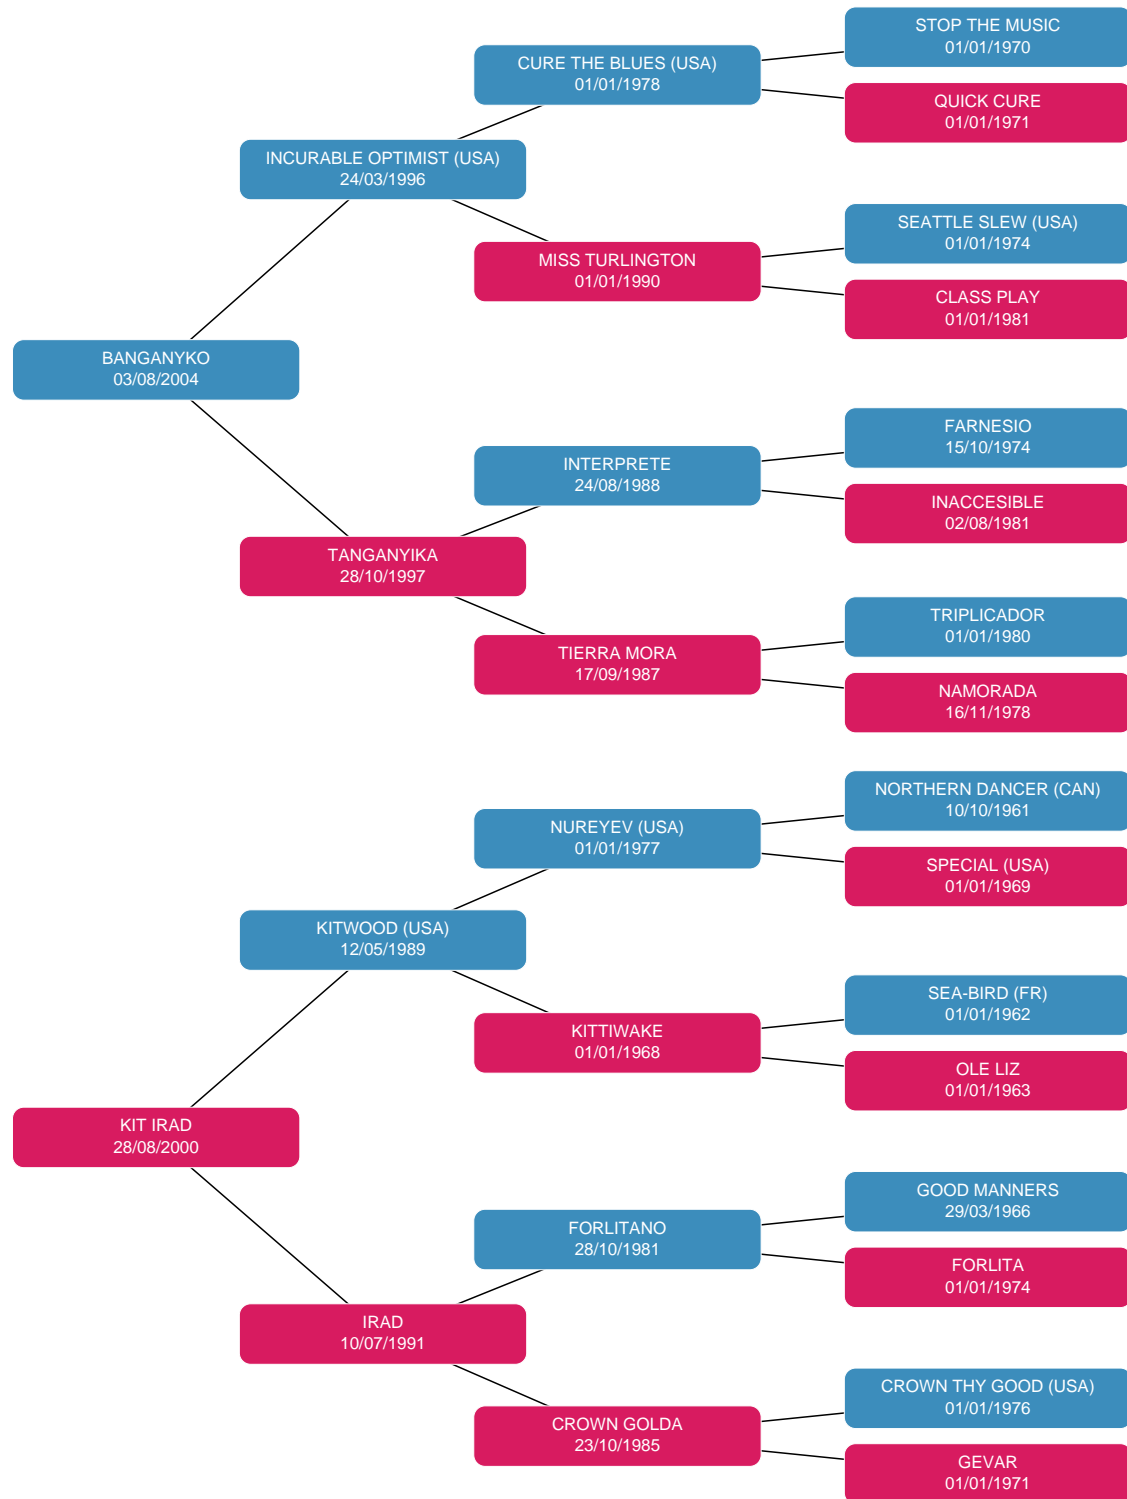 STOP THE MUSIC
01/01/1970
CURE THE BLUES (USA)
01/01/1978
QUICK CURE
01/01/1971
INCURABLE OPTIMIST (USA)
24/03/1996
SEATTLE SLEW (USA)
01/01/1974
MISS TURLINGTON
01/01/1990
CLASS PLAY
01/01/1981
BANGANYKO
03/08/2004
FARNESIO
15/10/1974
INTERPRETE
24/08/1988
INACCESIBLE
02/08/1981
TANGANYIKA
28/10/1997
TRIPLICADOR
01/01/1980
TIERRA MORA
17/09/1987
NAMORADA
16/11/1978
NORTHERN DANCER (CAN)
10/10/1961
NUREYEV (USA)
01/01/1977
SPECIAL (USA)
01/01/1969
KITWOOD (USA)
12/05/1989
SEA-BIRD (FR)
01/01/1962
KITTIWAKE
01/01/1968
OLE LIZ
01/01/1963
KIT IRAD
28/08/2000
GOOD MANNERS
29/03/1966
FORLITANO
28/10/1981
FORLITA
01/01/1974
IRAD
10/07/1991
CROWN THY GOOD (USA)
01/01/1976
CROWN GOLDA
23/10/1985
GEVAR
01/01/1971